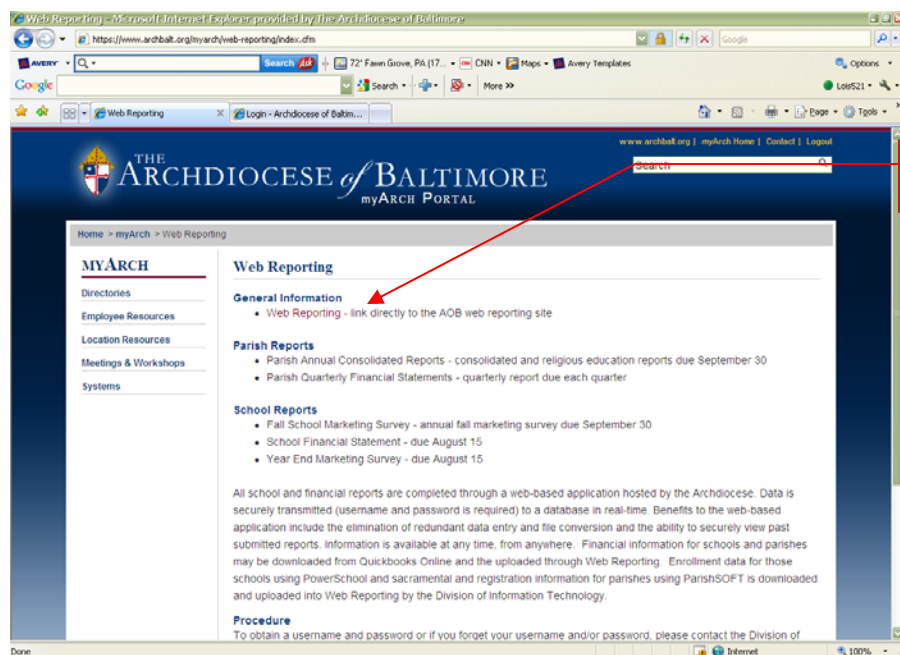 Web Reporting - Microsoft Internet Explorer provided by The Archdiocese of Baltimore
https://www.archbalt.org/myarch/web-reporting/index.cfm
Google
AVERY Search 72° Fawn Grove, PA (17... CNN Maps Avery Templates Options
Google Search More >> Lois521
Web Reporting Login - Archdiocese of Baltim... Page Tools
www.archbalt.org | myArch Home | Contact | Logout
Search
THE
ARCHDIOCESE of BALTIMORE
MYARCH PORTAL
Home > myArch > Web Reporting
MYARCH
Directories
Employee Resources
Location Resources
Meetings & Workshops
Systems
Web Reporting
General Information
• Web Reporting - link directly to the AOB web reporting site
Parish Reports
• Parish Annual Consolidated Reports - consolidated and religious education reports due September 30
• Parish Quarterly Financial Statements - quarterly report due each quarter
School Reports
• Fall School Marketing Survey - annual fall marketing survey due September 30
• School Financial Statement - due August 15
• Year End Marketing Survey - due August 15
All school and financial reports are completed through a web-based application hosted by the Archdiocese. Data is
securely transmitted (username and password is required) to a database in real-time. Benefits to the web-based
application include the elimination of redundant data entry and file conversion and the ability to securely view past
submitted reports. Information is available at any time, from anywhere. Financial information for schools and parishes
may be downloaded from Quickbooks Online and the uploaded through Web Reporting. Enrollment data for those
schools using PowerSchool and sacramental and registration information for parishes using ParishSOFT is downloaded
and uploaded into Web Reporting by the Division of Information Technology.
Procedure
To obtain a username and password or if you forget your username and/or password, please contact the Division of
Done Internet 100%